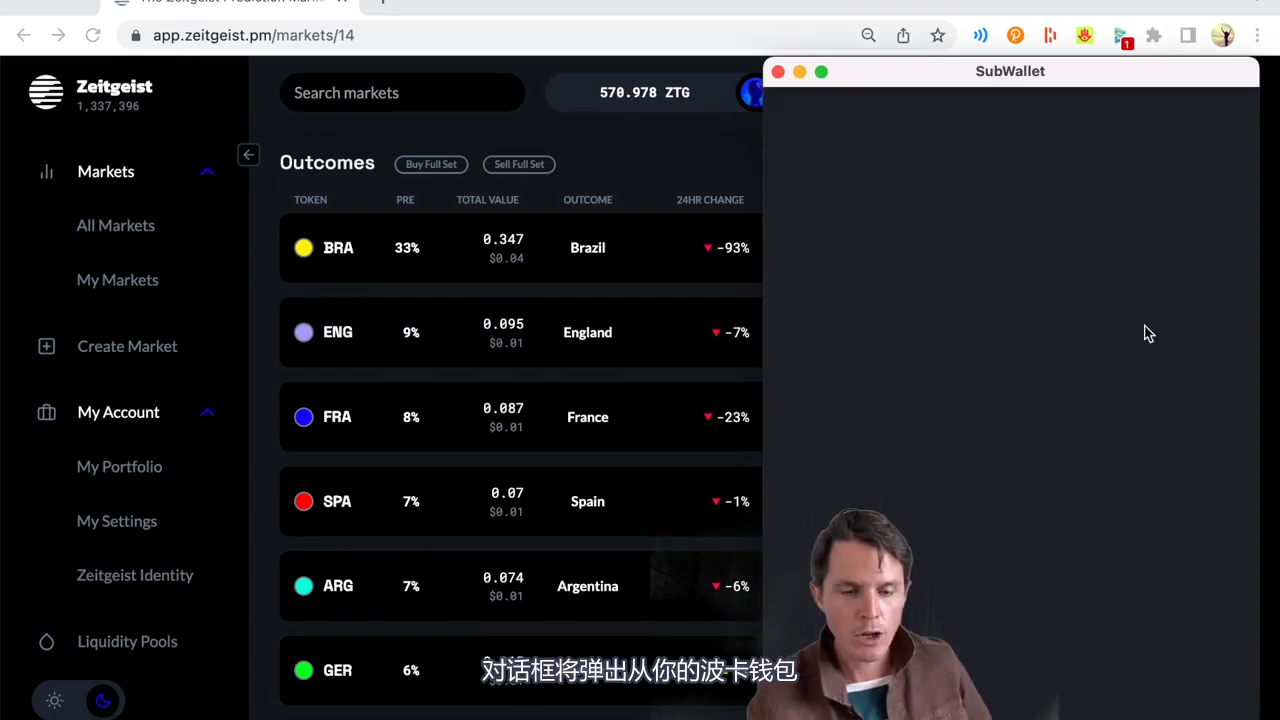 The Zeitgeist Prediction Mark
app.zeitgeist.pm/markets/14
1
SubWallet
Zeitgeist
1,337,396
Search markets
570.978 ZTG
Markets
All Markets
My Markets
Create Market
My Account
My Portfolio
My Settings
Zeitgeist Identity
Liquidity Pools
Outcomes Buy Full Set Sell Full Set
TOKEN PRE TOTAL VALUE OUTCOME 24HR CHANGE
BRA 33% 0.347 Brazil -93%
$0.04
ENG 9% 0.095 England -7%
$0.01
FRA 8% 0.087 France -23%
$0.01
SPA 7% 0.07 Spain -1%
$0.01
ARG 7% 0.074 Argentina -6%
$0.01
GER 6%
对话框将弹出从你的波卡钱包